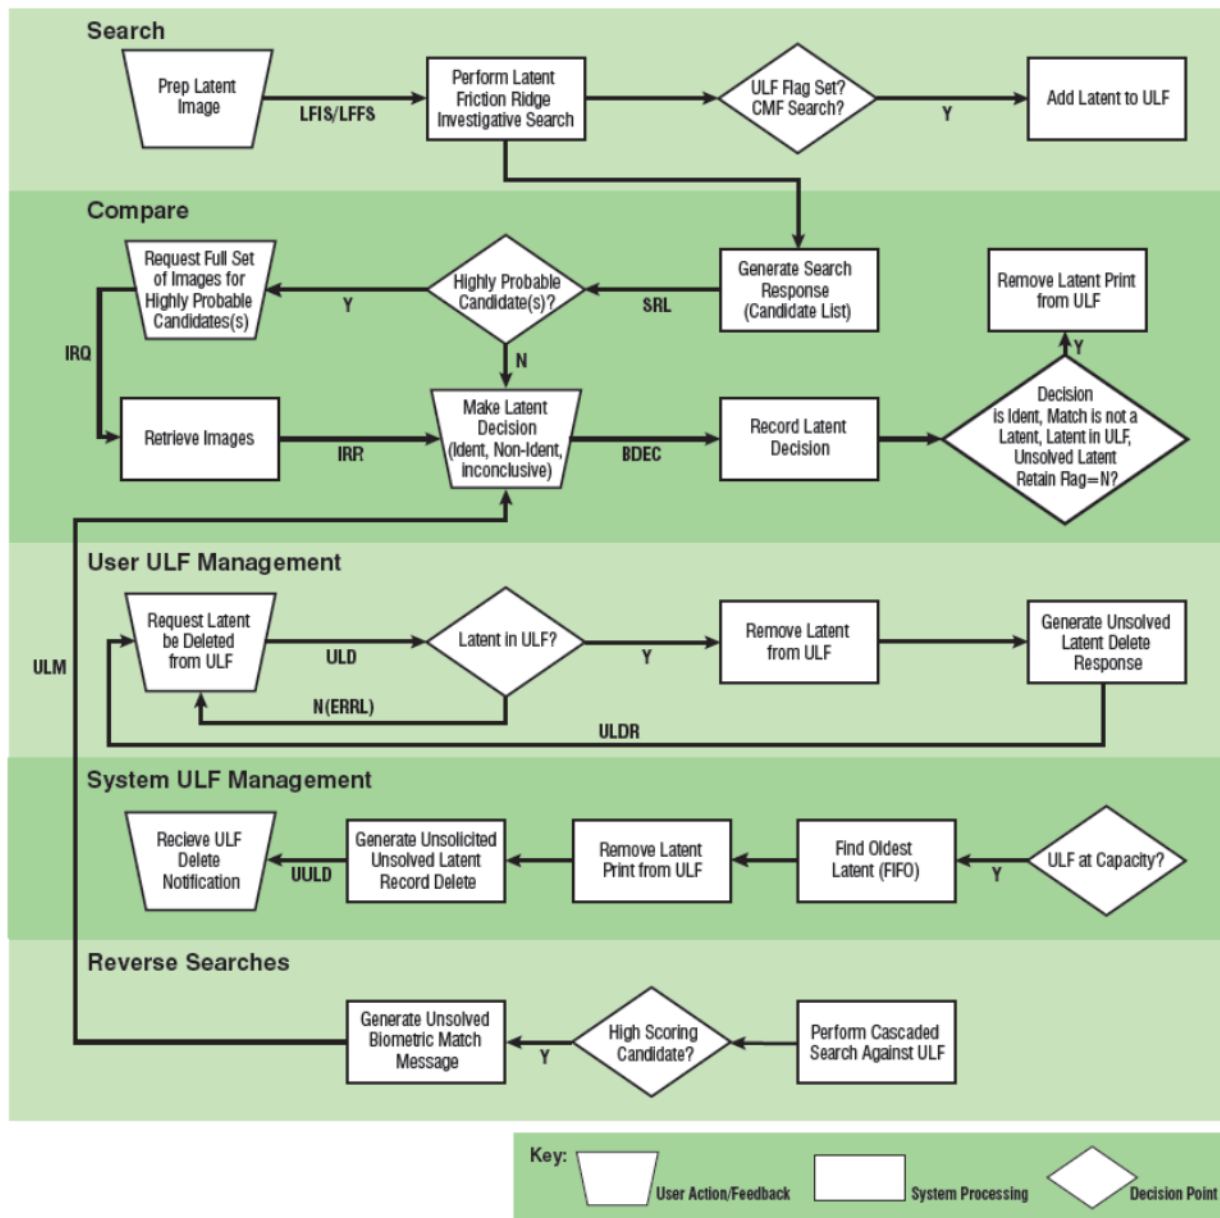 Search
Prep Latent
Image
LFIS/LFFS
Perform Latent
Friction Ridge
Investigative Search
ULF Flag Set?
CMF Search?
Y
Add Latent to ULF
Compare
Request Full Set
of Images for
Highly Probable
Candidates(s)
Y
Highly Probable
Candidate(s)?
SRL
Generate Search
Response
(Candidate List)
Remove Latent Print
from ULF
Y
IRQ
N
Retrieve Images
IRR
Make Latent
Decision
(Ident, Non-Ident,
inconclusive)
BDEC
Record Latent
Decision
Decision
is Ident, Match is not a
Latent, Latent in ULF,
Unsolved Latent
Retain Flag=N?
User ULF Management
Request Latent
be Deleted
from ULF
ULD
Latent in ULF?
Y
Remove Latent
from ULF
Generate Unsolved
Latent Delete
Response
ULM
N(ERRL)
ULDR
System ULF Management
Recieve ULF
Delete
Notification
UULD
Generate Unsolicited
Unsolved Latent
Record Delete
Remove Latent
Print from ULF
Find Oldest
Latent (FIFO)
Y
ULF at Capacity?
Reverse Searches
Generate Unsolved
Biometric Match
Message
Y
High Scoring
Candidate?
Perform Cascaded
Search Against ULF
Key:
User Action/Feedback
System Processing
Decision Point